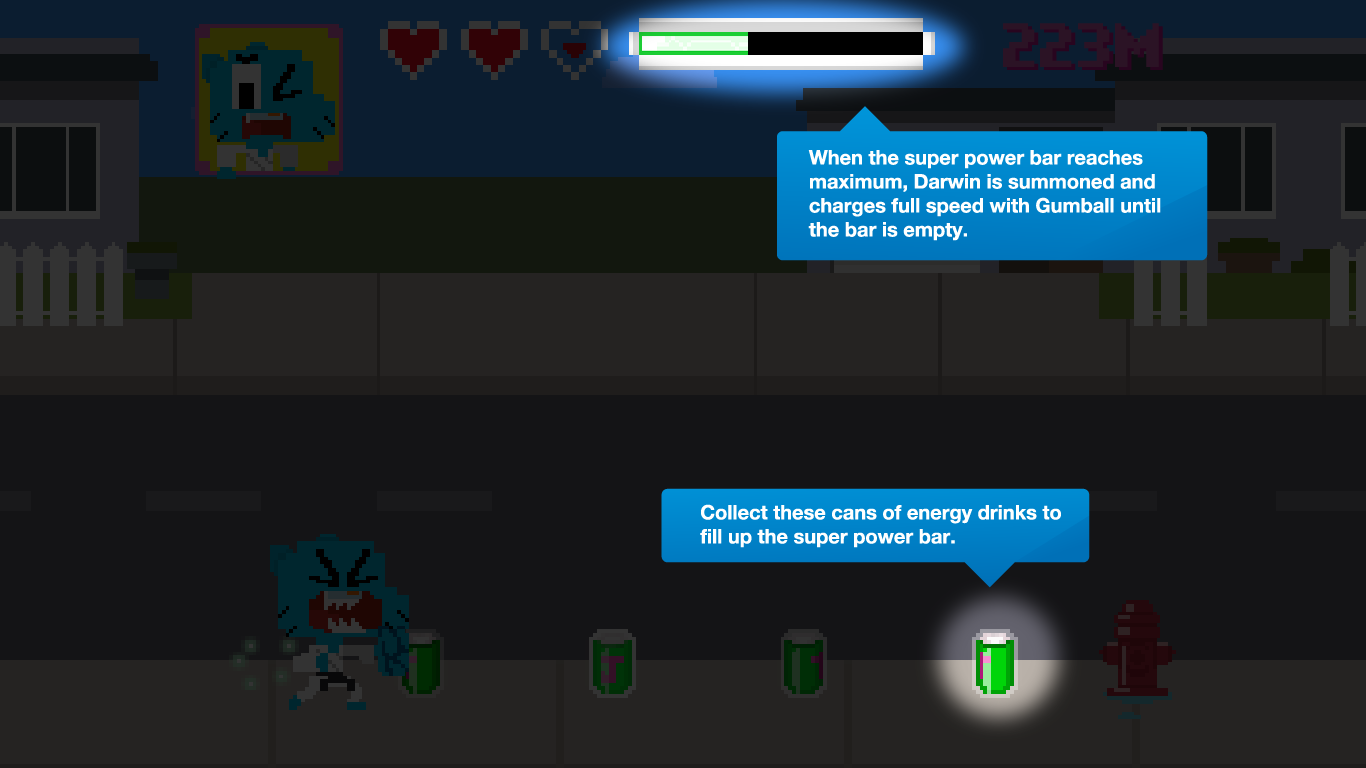 223M
When the super power bar reaches
maximum, Darwin is summoned and
charges full speed with Gumball until
the bar is empty.
Collect these cans of energy drinks to
fill up the super power bar.